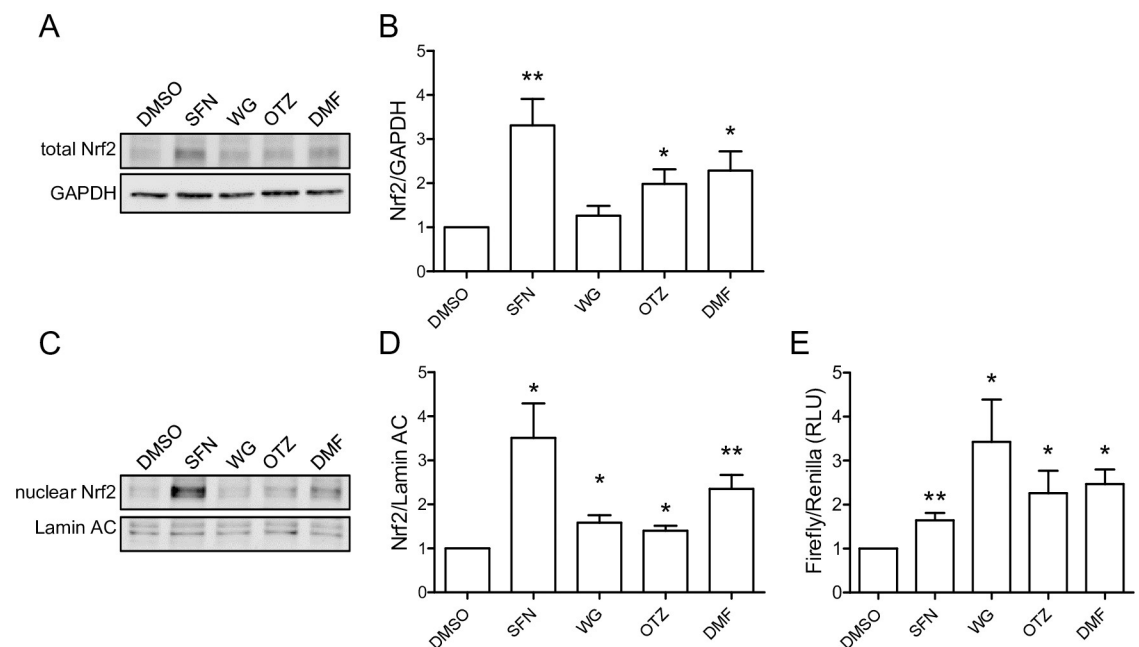 A
DMSO SFN WG OTZ DMF
total Nrf2
GAPDH
B
Nrf2/GAPDH
5
4
3
2
1
0
** * *
DMSO SFN WG OTZ DMF
C
DMSO SFN WG OTZ DMF
nuclear Nrf2
Lamin AC
D
Nrf2/Lamin AC
5
4
3
2
1
0
* * * **
DMSO SFN WG OTZ DMF
E
Firefly/Renilla (RLU)
5
4
3
2
1
0
** * * *
DMSO SFN WG OTZ DMF